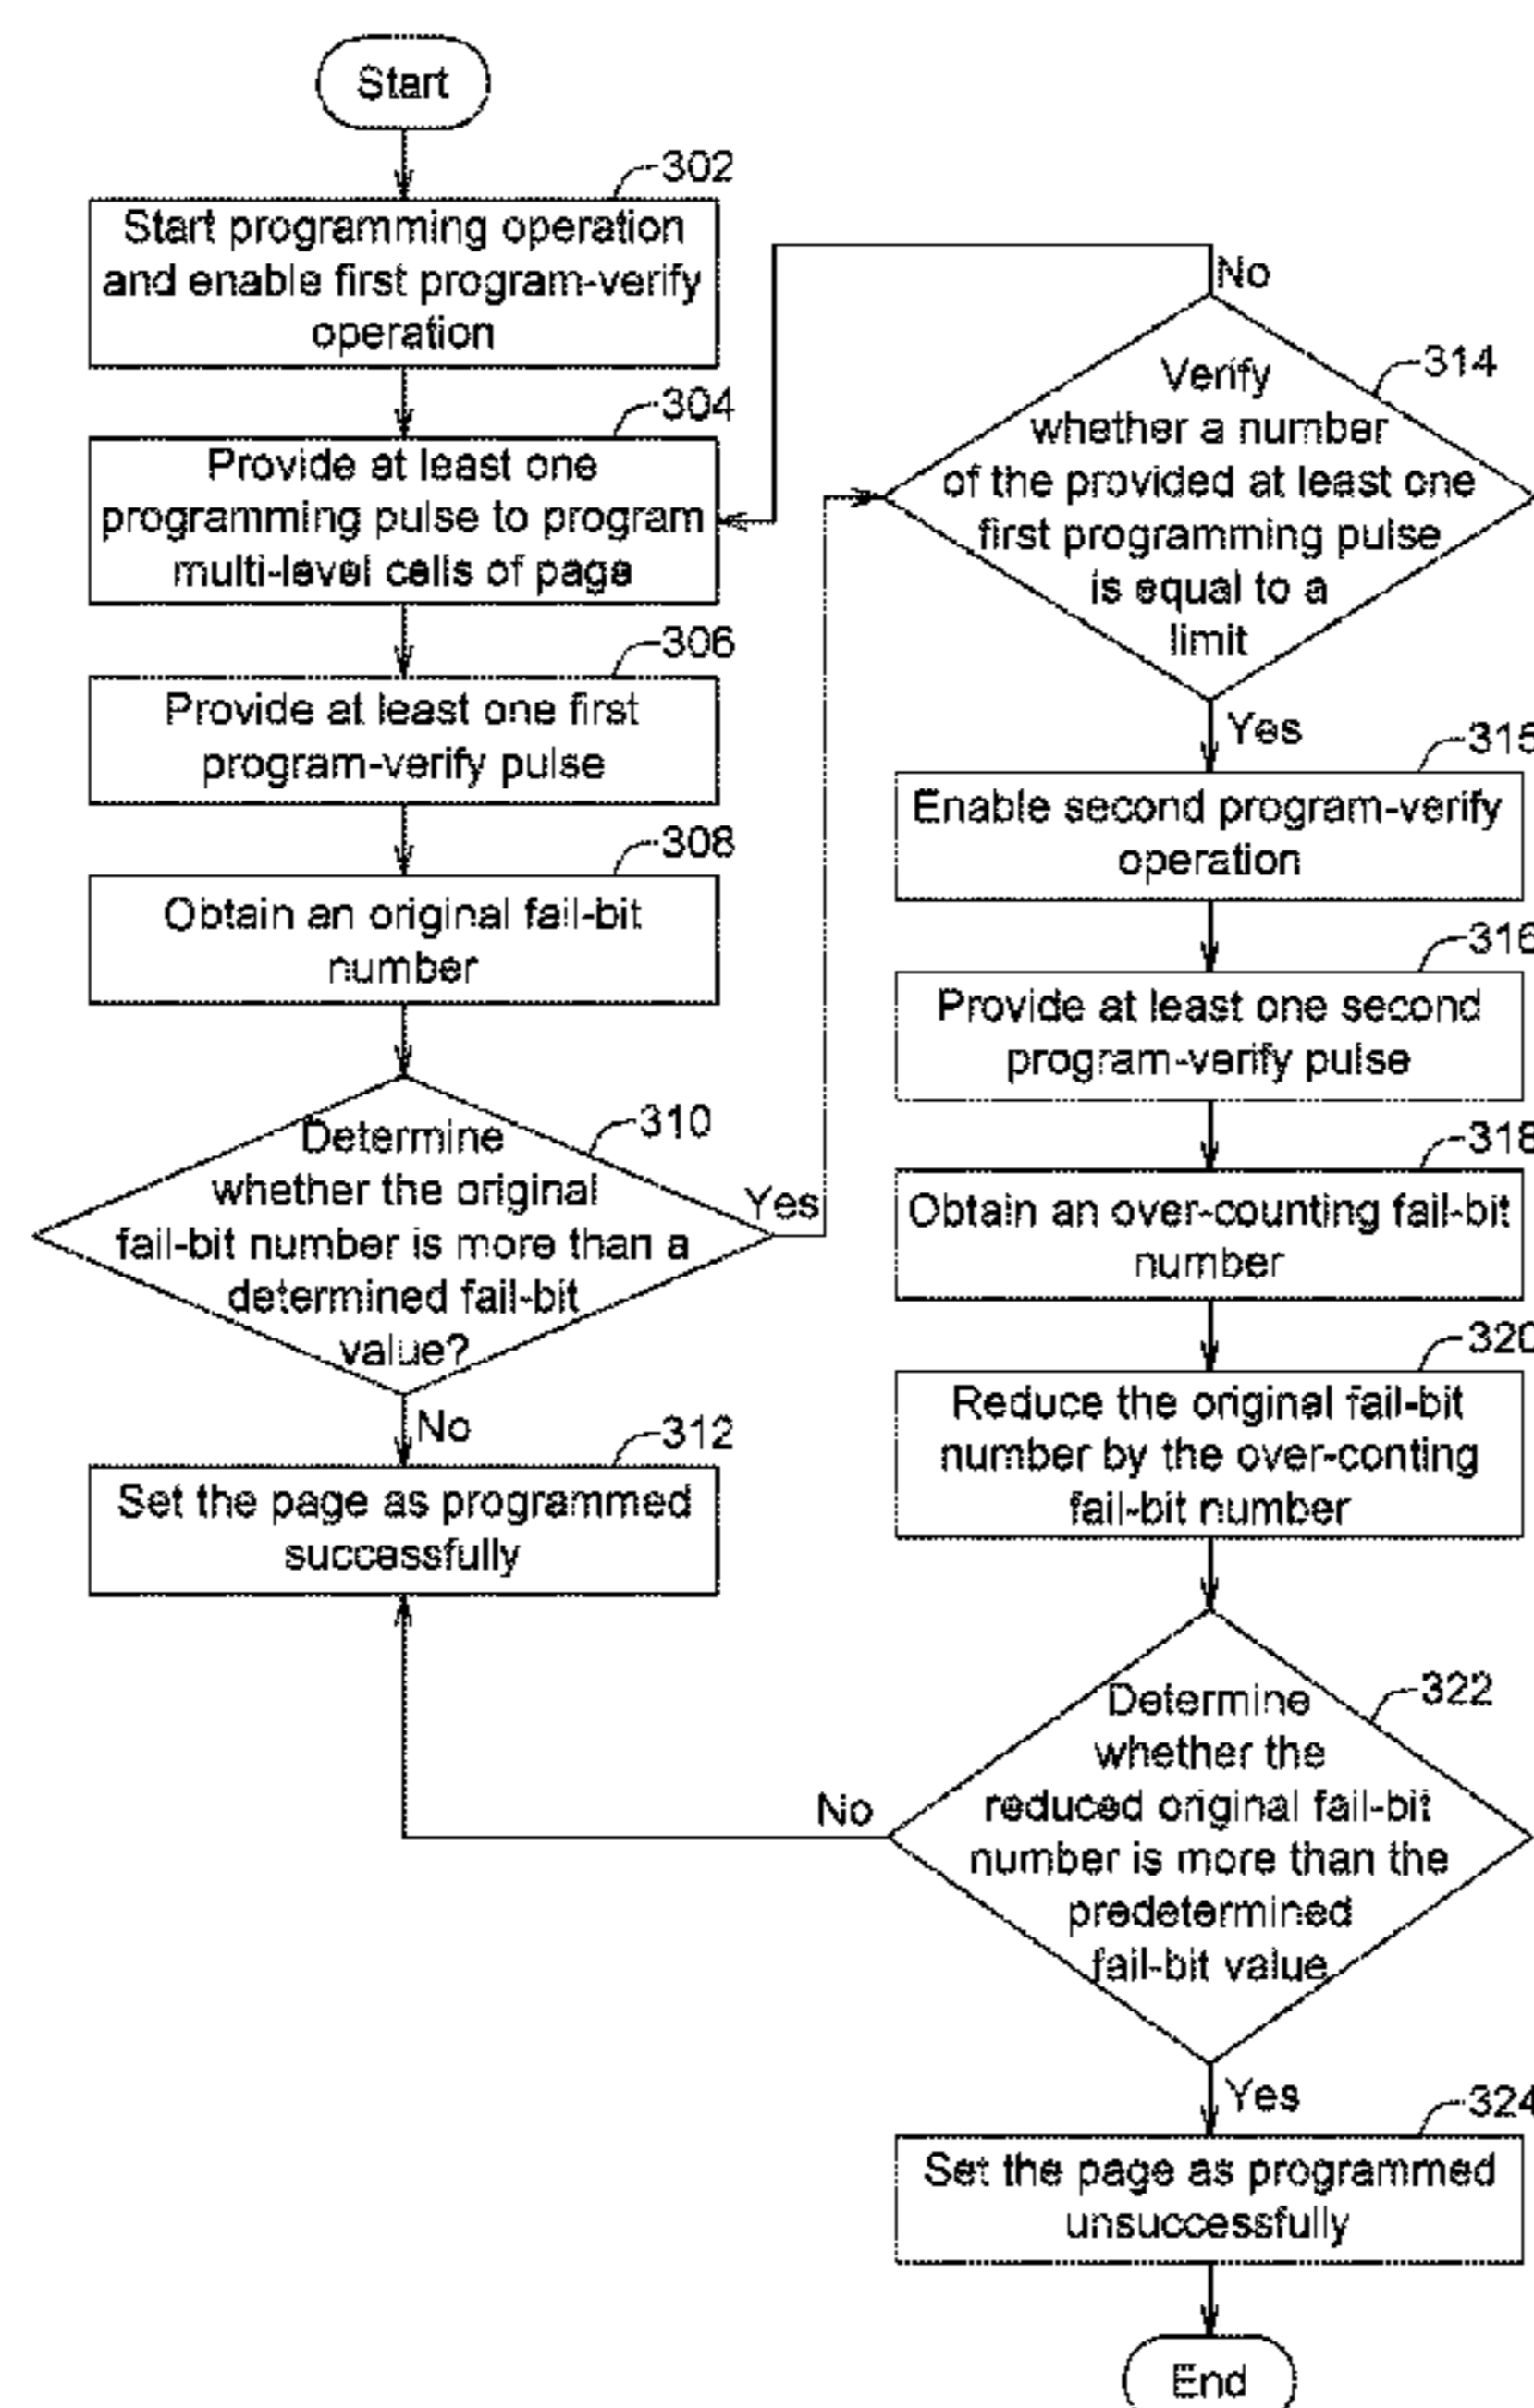 Start
302
Start programming operation
and enable first program-verify
operation
304
Provide at least one
programming pulse to program
multi-level cells of page
306
Provide at least one first
program-verify pulse
308
Obtain an original fail-bit
number
310
Determine
whether the original
fail-bit number is more than a
determined fail-bit
value?
Yes
No
312
Set the page as programmed
successfully
No
314
Verify
whether a number
of the provided at least one
first programming pulse
is equal to a
limit
Yes
315
Enable second program-verify
operation
316
Provide at least one second
program-verify pulse
318
Obtain an over-counting fail-bit
number
320
Reduce the original fail-bit
number by the over-conting
fail-bit number
322
Determine
whether the
reduced original fail-bit
number is more than the
predetermined
fail-bit value
No
Yes
324
Set the page as programmed
unsuccessfully
End